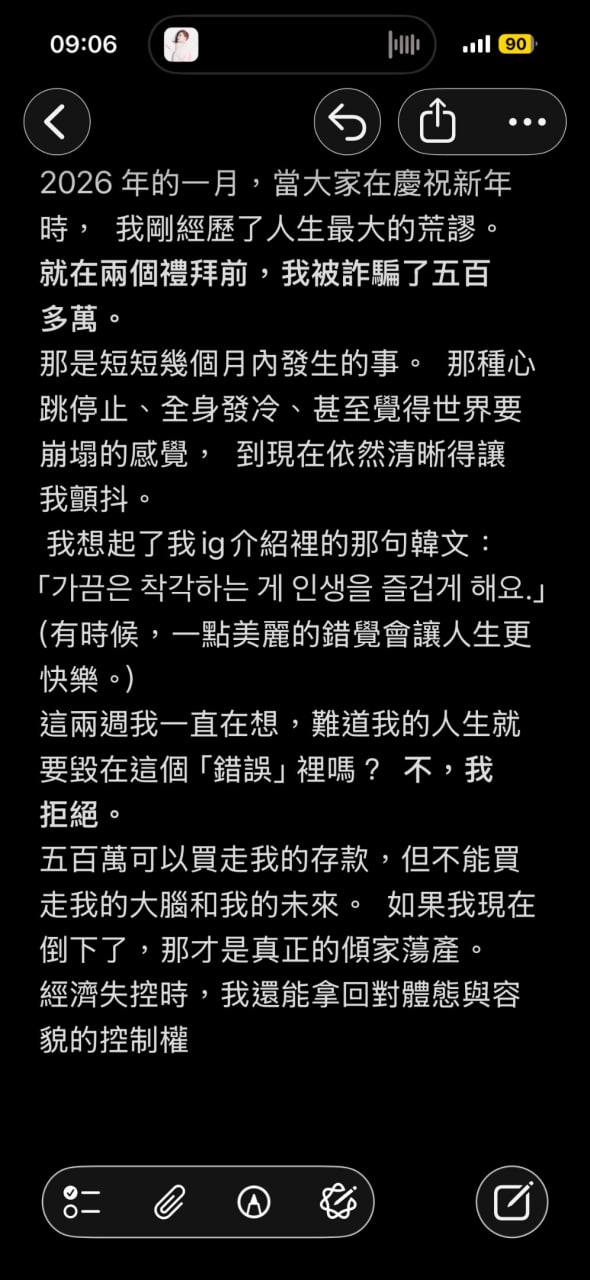 09:06
90
2026 年的一月，當大家在慶祝新年
時， 我剛經歷了人生最大的荒謬。
就在兩個禮拜前，我被詐騙了五百
多萬。
那是短短幾個月內發生的事。 那種心
跳停止、全身發冷、甚至覺得世界要
崩塌的感覺， 到現在依然清晰得讓
我顫抖。
我想起了我ig介紹裡的那句韓文：
「가끔은 착각하는 게 인생을 즐겁게 해요.」
(有時候，一點美麗的錯覺會讓人生更
快樂。)
這兩週我一直在想，難道我的人生就
要毀在這個「錯誤」裡嗎？ 不，我
拒絕。
五百萬可以買走我的存款，但不能買
走我的大腦和我的未來。 如果我現在
倒下了，那才是真正的傾家蕩產。
經濟失控時，我還能拿回對體態與容
貌的控制權